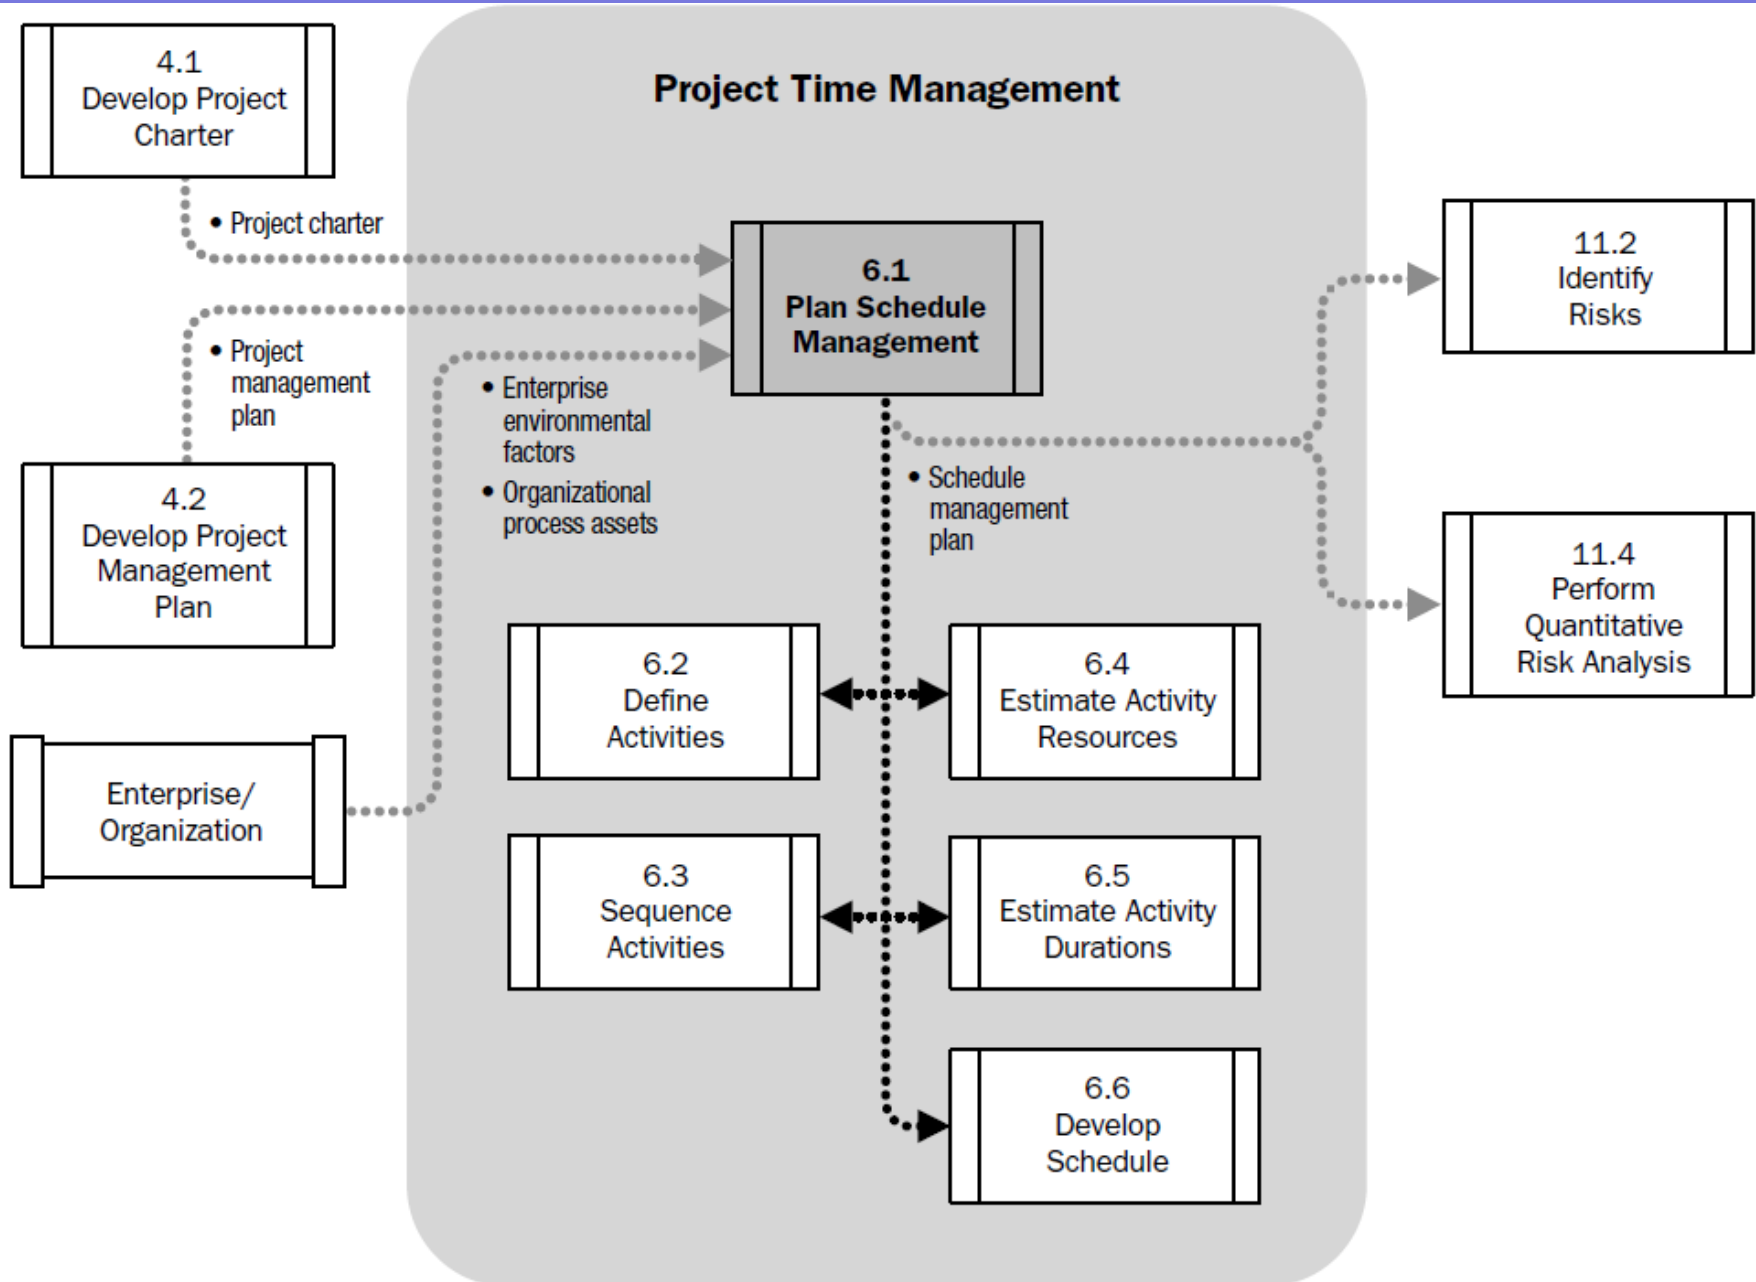 Project Time Management
4.1
Develop Project
Charter
• Project charter
6.1
Plan Schedule
Management
11.2
Identify
Risks
• Project
management
plan
• Enterprise
environmental
factors
• Organizational
process assets
• Schedule
management
plan
4.2
Develop Project
Management
Plan
11.4
Perform
Quantitative
Risk Analysis
6.2
Define
Activities
6.4
Estimate Activity
Resources
Enterprise/
Organization
6.3
Sequence
Activities
6.5
Estimate Activity
Durations
6.6
Develop
Schedule